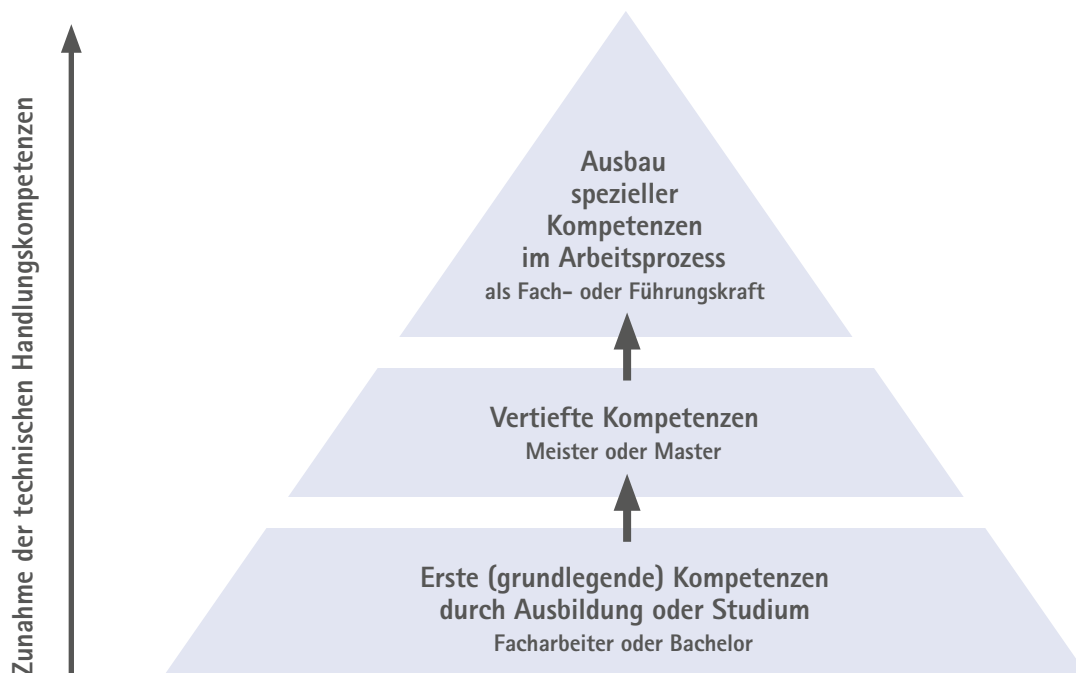 Zunahme der technischen Handlungskompetenzen
Ausbau
spezieller
Kompetenzen
im Arbeitsprozess
als Fach- oder Führungskraft
Vertiefte Kompetenzen
Meister oder Master
Erste (grundlegende) Kompetenzen
durch Ausbildung oder Studium
Facharbeiter oder Bachelor